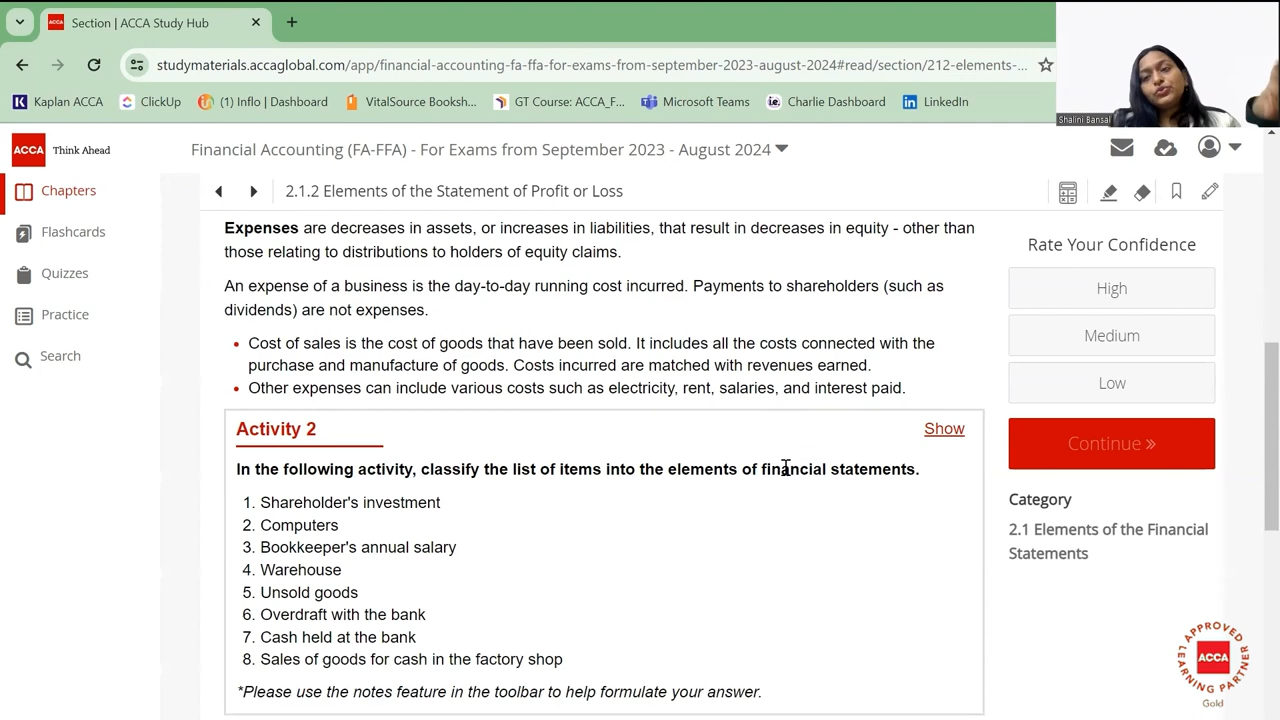 Section | ACCA Study Hub
studymaterials.accaglobal.com/app/financial-accounting-fa-ffa-for-exams-from-september-2023-august-2024#read/section/212-elements-...
Kaplan ACCA
ClickUp
(1) Inflo | Dashboard
VitalSource Booksh...
GT Course: ACCA_F...
Microsoft Teams
Charlie Dashboard
LinkedIn
Shalini Bansal
ACCA
Think Ahead
Financial Accounting (FA-FFA) - For Exams from September 2023 - August 2024
Chapters
Flashcards
Quizzes
Practice
Search
2.1.2 Elements of the Statement of Profit or Loss
Expenses are decreases in assets, or increases in liabilities, that result in decreases in equity - other than
those relating to distributions to holders of equity claims.
An expense of a business is the day-to-day running cost incurred. Payments to shareholders (such as
dividends) are not expenses.
• Cost of sales is the cost of goods that have been sold. It includes all the costs connected with the
purchase and manufacture of goods. Costs incurred are matched with revenues earned.
• Other expenses can include various costs such as electricity, rent, salaries, and interest paid.
Activity 2
Show
In the following activity, classify the list of items into the elements of financial statements.
1. Shareholder's investment
2. Computers
3. Bookkeeper's annual salary
4. Warehouse
5. Unsold goods
6. Overdraft with the bank
7. Cash held at the bank
8. Sales of goods for cash in the factory shop
*Please use the notes feature in the toolbar to help formulate your answer.
Rate Your Confidence
High
Medium
Low
Continue »
Category
2.1 Elements of the Financial
Statements
APPROVED
ACCA
LEARNING PARTNER
Gold